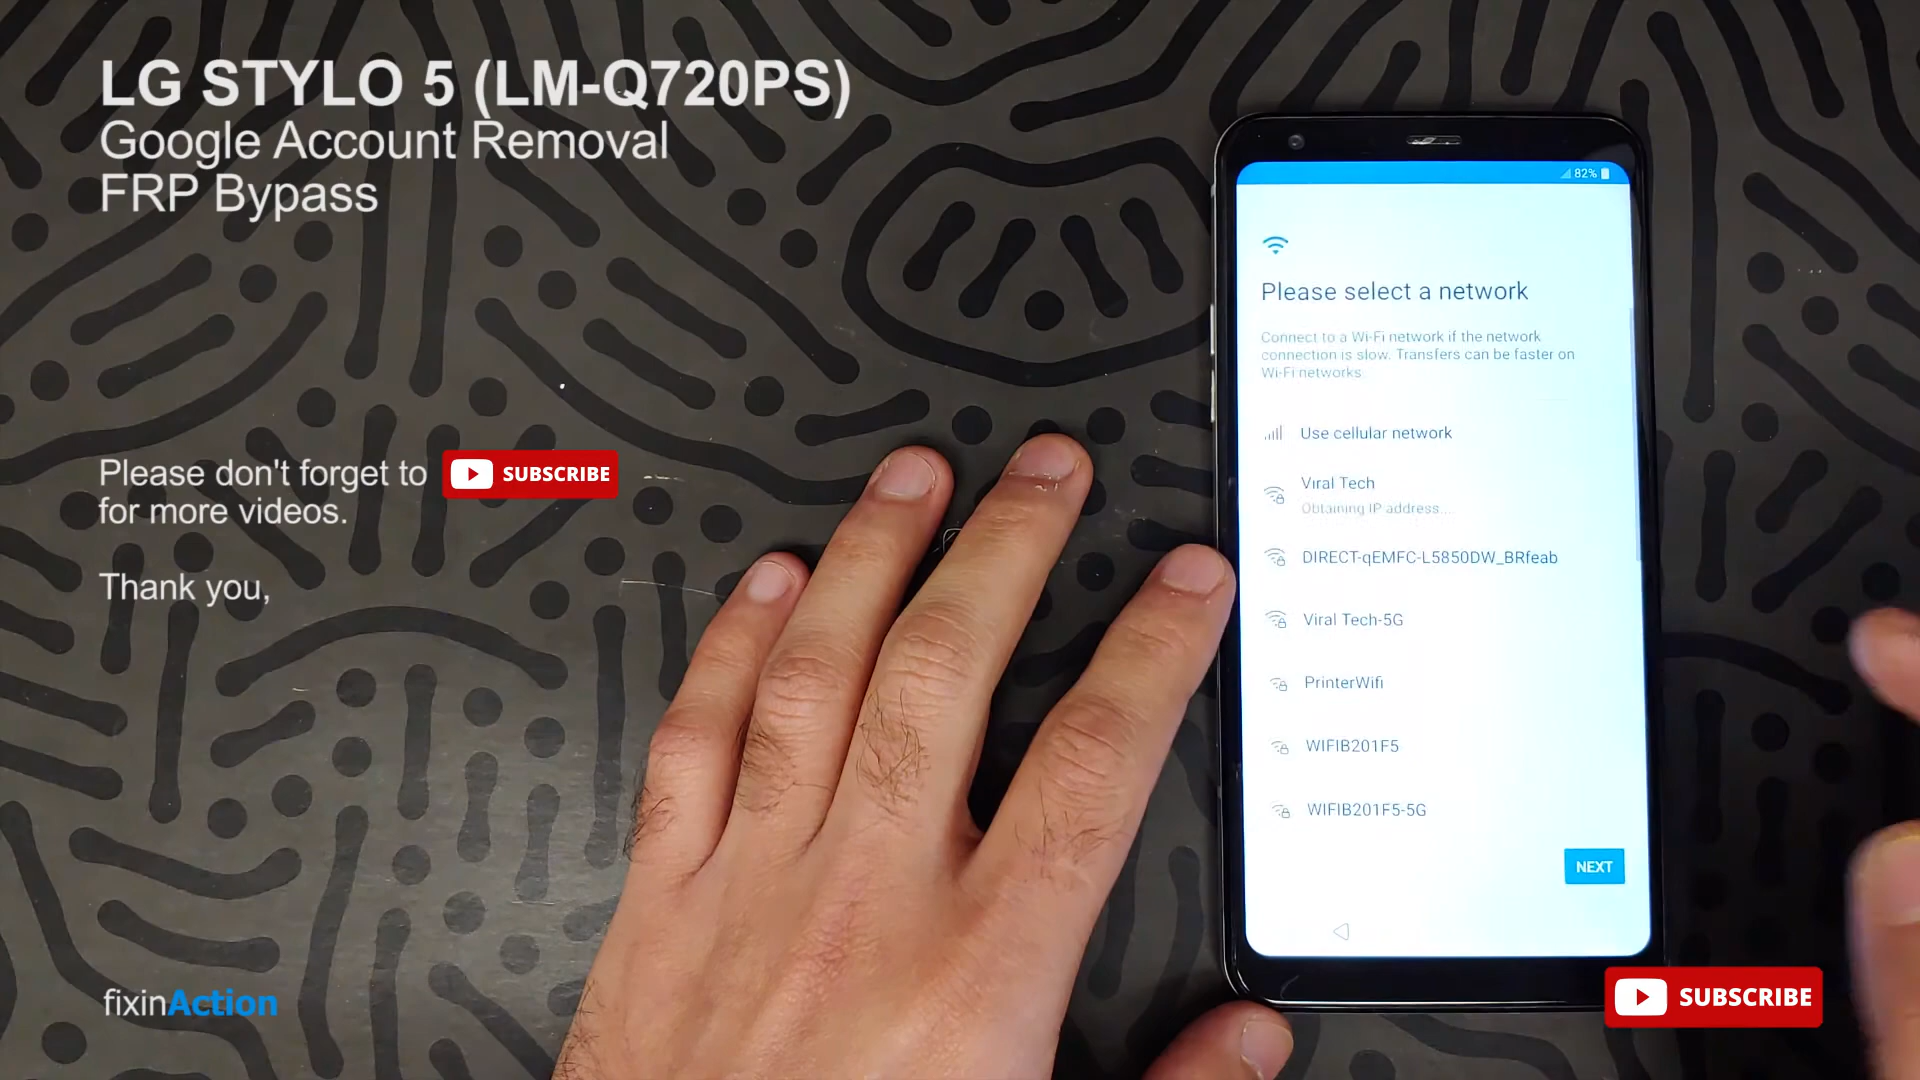 LG STYLO 5 (LM-Q720PS)
Google Account Removal
FRP Bypass
Please don't forget to SUBSCRIBE
for more videos.
Thank you,
fixinAction
82%
Please select a network
Connect to a Wi-Fi network if the network
connection is slow. Transfers can be faster on
Wi-Fi networks.
Use cellular network
Viral Tech
Obtaining IP address...
DIRECT-qEMFC-L5850DW_BRfeab
Viral Tech-5G
PrinterWifi
WIFIB201F5
WIFIB201F5-5G
NEXT
SUBSCRIBE